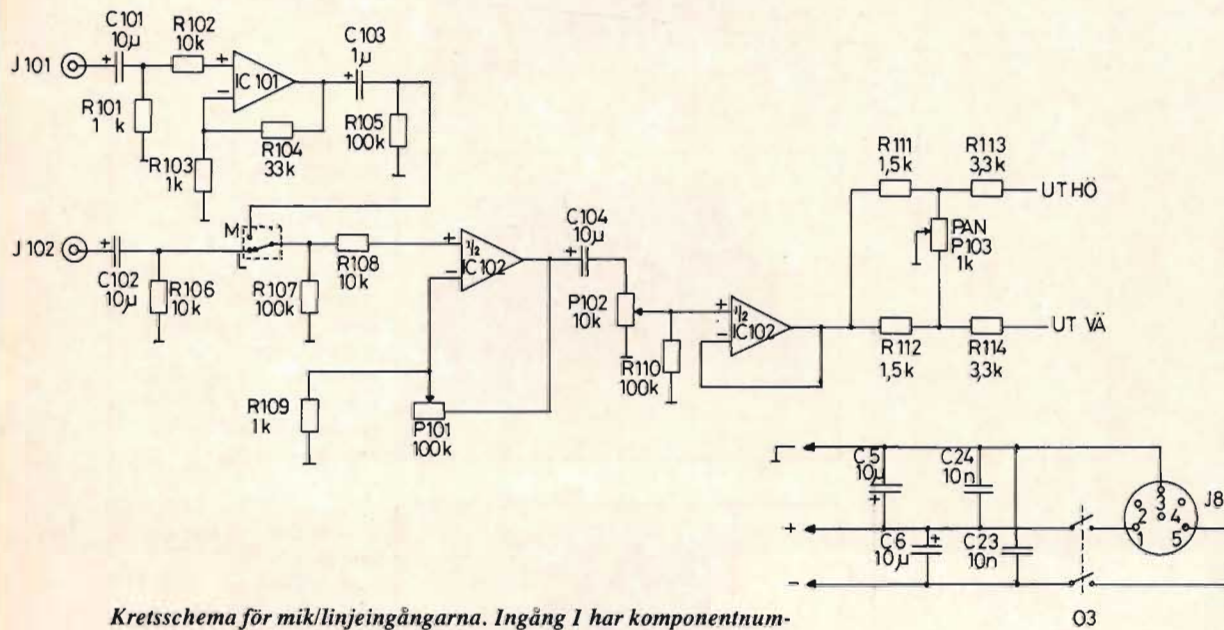 C101
10µ
R102
10k
J101
+
+
−
IC101
C103
1µ
+
R101
1 k
R104
33k
R105
100k
R103
1k
M
L
J102
+
C102
10µ
R106
10k
R107
100k
R108
10k
+
−
½
IC102
C104
10µ
+
P102
10k
R110
100k
+
−
½
IC102
R109
1k
P101
100k
R111
1,5k
R113
3,3k
UT HÖ
PAN
P103
1k
R112
1,5k
R114
3,3k
UT VÄ
−
C5
10µ
+
C24
10n
+
C6
10µ
+
C23
10n
−
J8
3
2
4
1
5
Ö3
Kretsschema för mik/linjeingångarna. Ingång I har komponentnum-